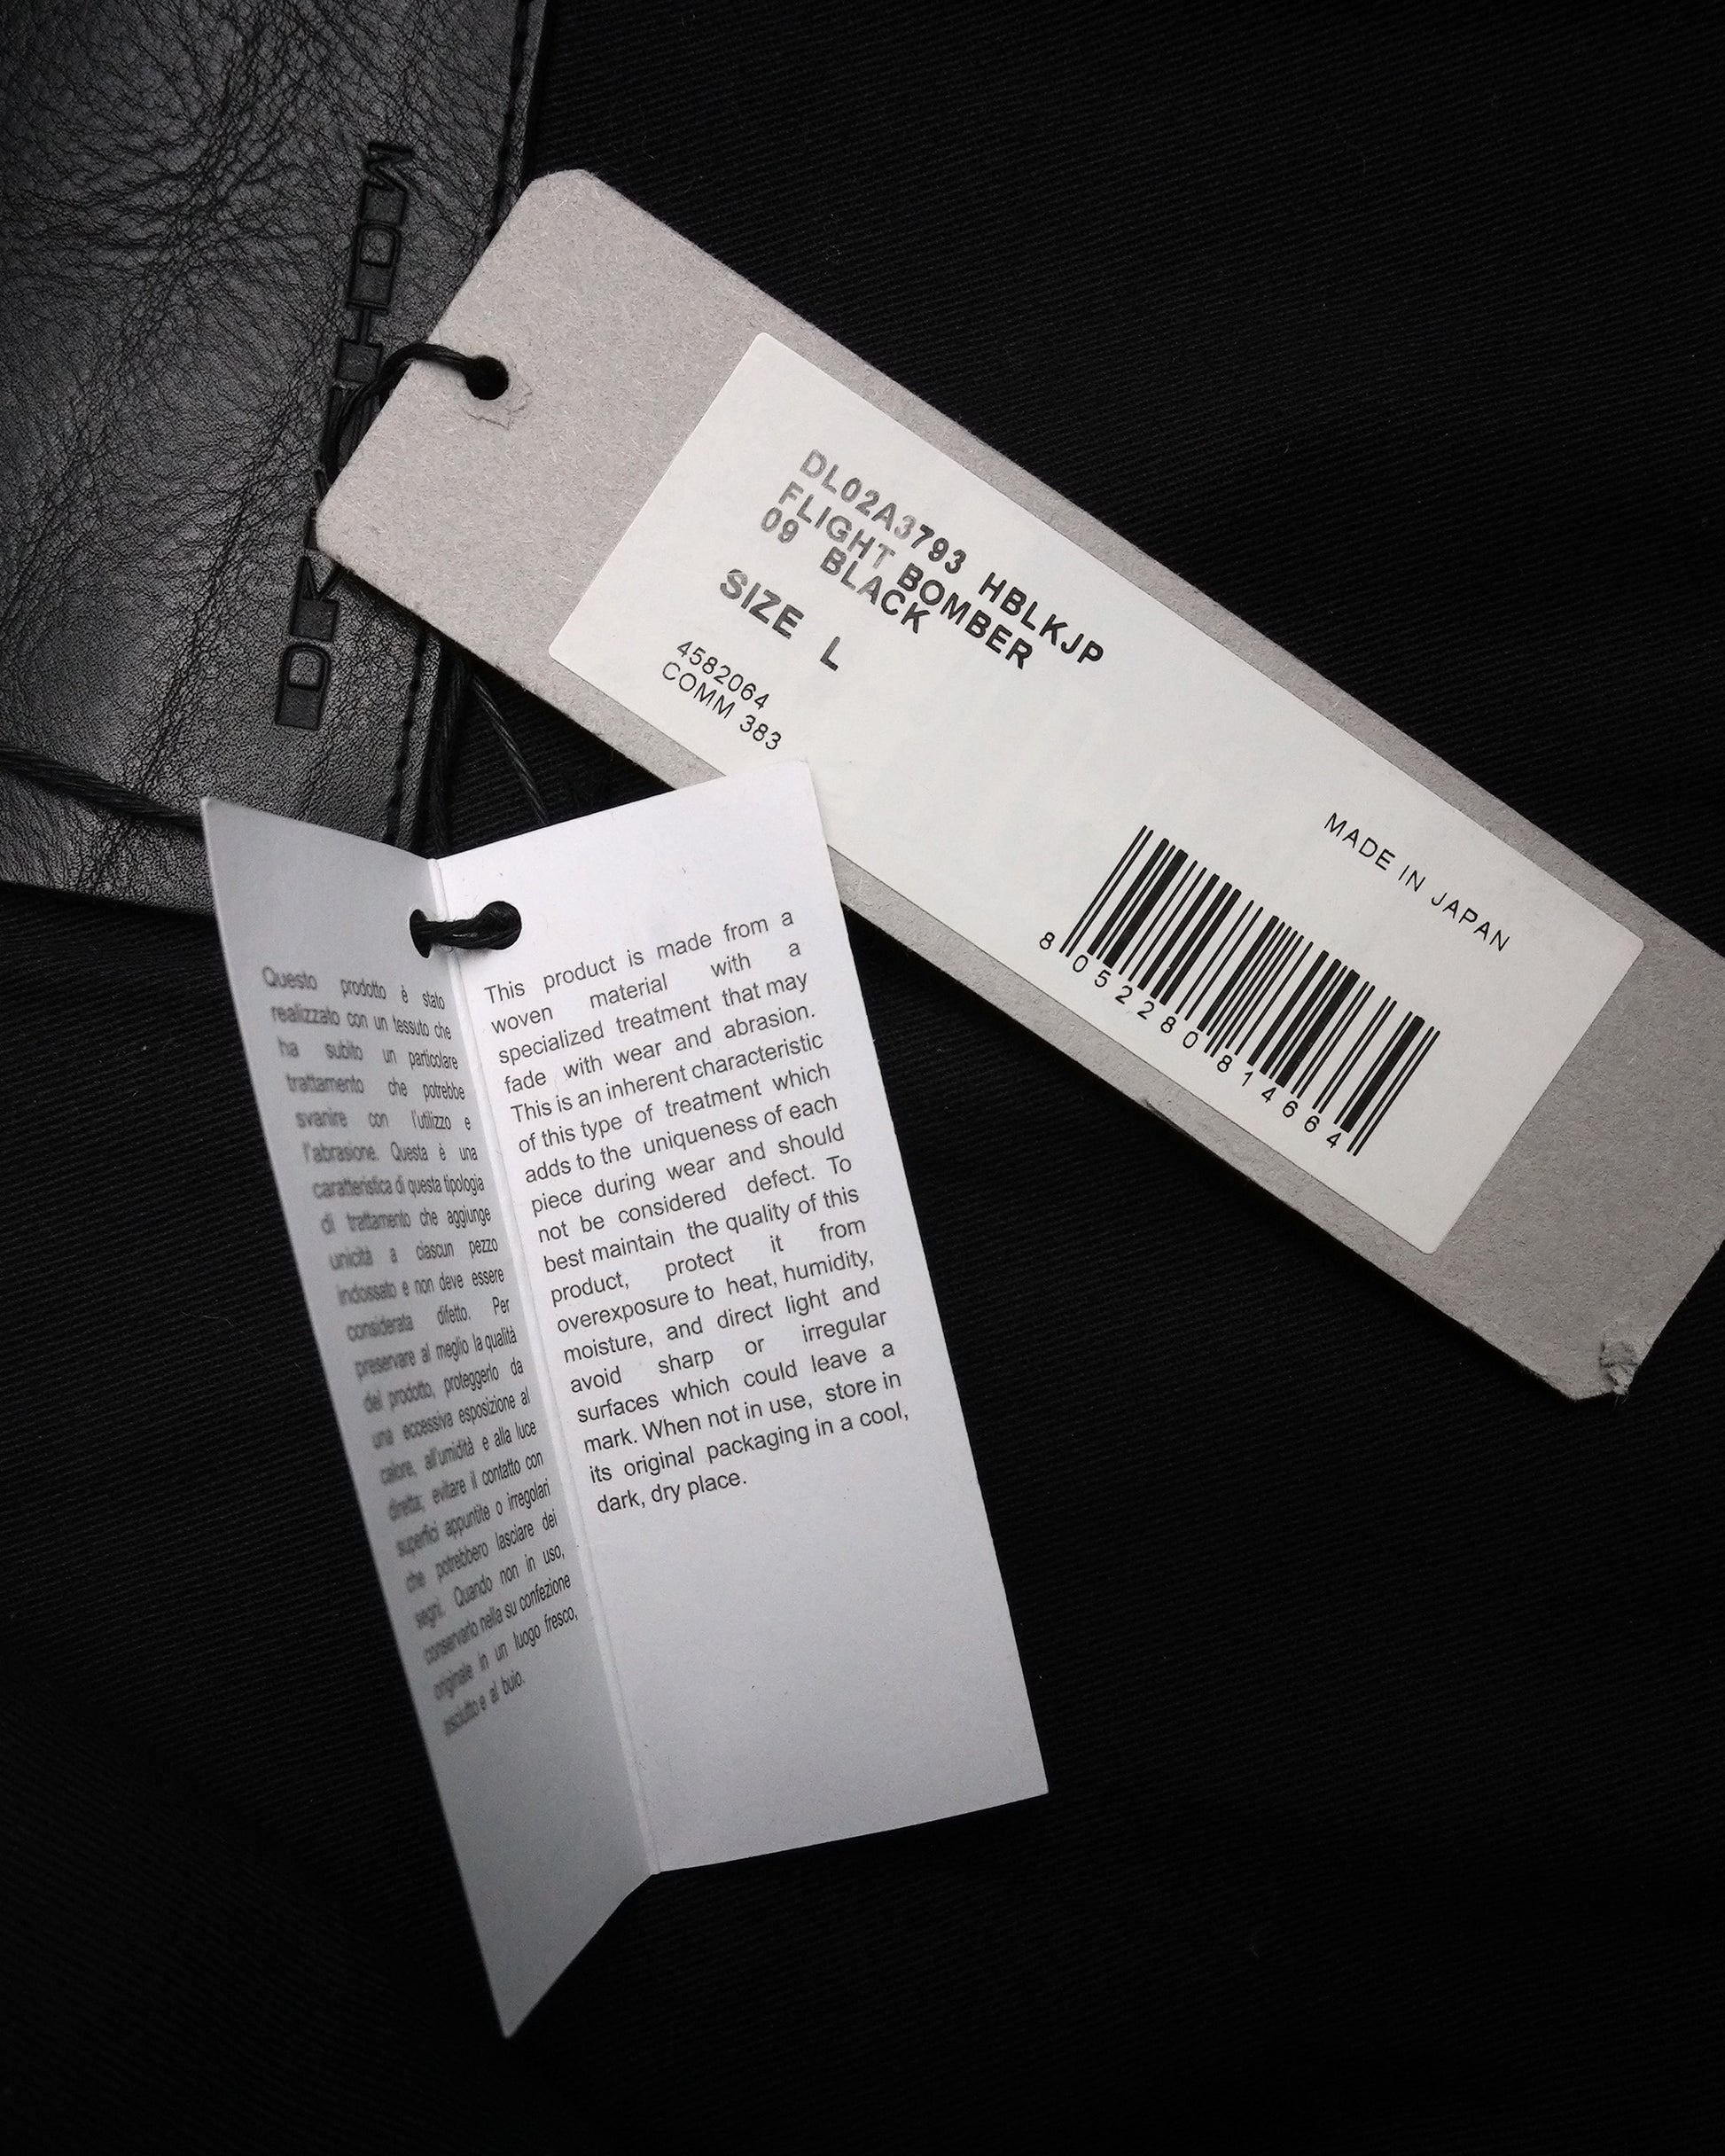 DL02A3793 HBLKJP
FLIGHT BOMBER
09 BLACK
SIZE L
4582064
COMM 383
MADE IN JAPAN
8 052280 814664
Questo prodotto è stato
realizzato con un tessuto che
ha subito un particolare
trattamento che potrebbe
svanire con l'utilizzo e
l'abrasione. Questa è una
caratteristica di questa tipologia
di trattamento che aggiunge
unicità a ciascun pezzo
indossato e non deve essere
considerata difetto. Per
preservare al meglio la qualità
del prodotto, proteggerlo da
una eccessiva esposizione al
calore, all'umidità e alla luce
diretta; evitare il contatto con
superfici appuntite o irregolari
che potrebbero lasciare dei
segni. Quando non in uso,
conservarlo nella su confezione
originale in un luogo fresco,
asciutto e al buio.
This product is made from a
woven material with a
specialized treatment that may
fade with wear and abrasion.
This is an inherent characteristic
of this type of treatment which
adds to the uniqueness of each
piece during wear and should
not be considered defect. To
best maintain the quality of this
product, protect it from
overexposure to heat, humidity,
moisture, and direct light and
avoid sharp or irregular
surfaces which could leave a
mark. When not in use, store in
its original packaging in a cool,
dark, dry place.